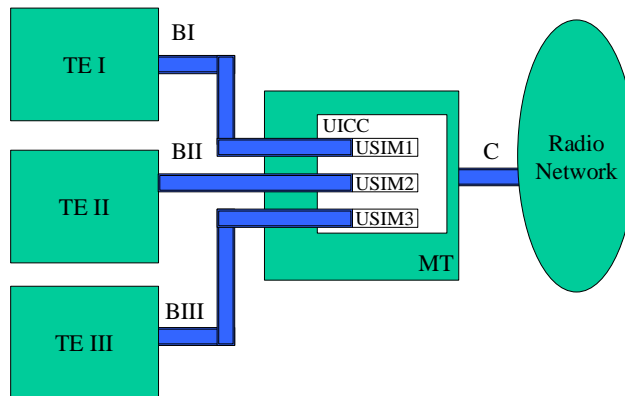 BI
TE I
UICC
USIM1
BII
USIM2
TE II
USIM3
C
Radio
Network
MT
BIII
TE III